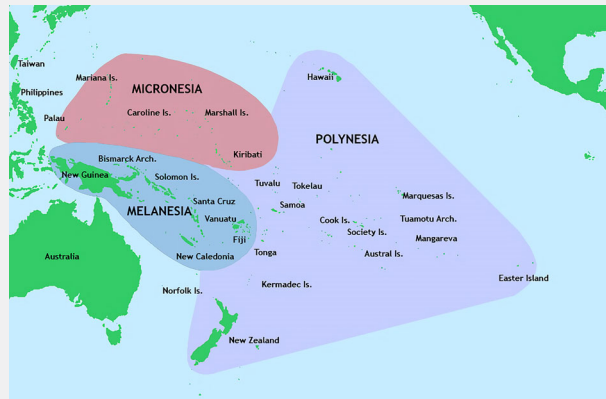 Taiwan
Hawaii
Mariana Is.
MICRONESIA
Philippines
Caroline Is.
Marshall Is.
Palau
POLYNESIA
Kiribati
Bismarck Arch.
New Guinea
Solomon Is.
Tuvalu
Tokelau
Marquesas Is.
Santa Cruz
Samoa
MELANESIA
Vanuatu
Cook Is.
Tuamotu Arch.
Society Is.
Fiji
Mangareva
Tonga
Austral Is.
Australia
New Caledonia
Easter Island
Kermadec Is.
Norfolk Is.
New Zealand